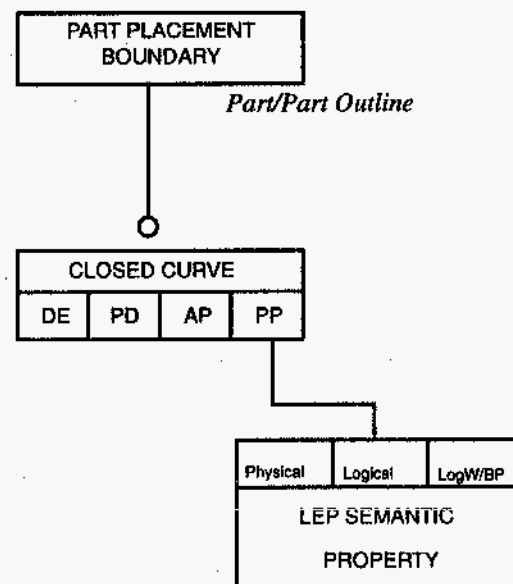 PART PLACEMENT
BOUNDARY
Part/Part Outline
CLOSED CURVE
DE PD AP PP
Physical Logical LogW/BP
LEP SEMANTIC
PROPERTY